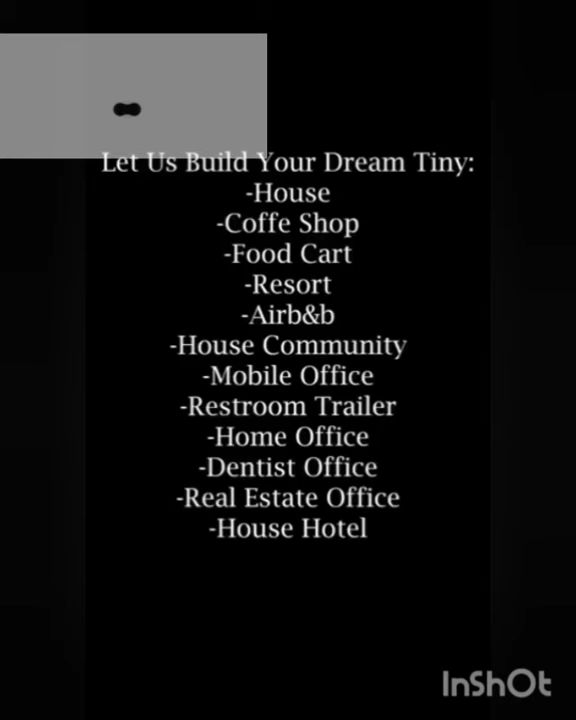 Let Us Build Your Dream Tiny:
-House
-Coffe Shop
-Food Cart
-Resort
-Airb&b
-House Community
-Mobile Office
-Restroom Trailer
-Home Office
-Dentist Office
-Real Estate Office
-House Hotel
InShOt